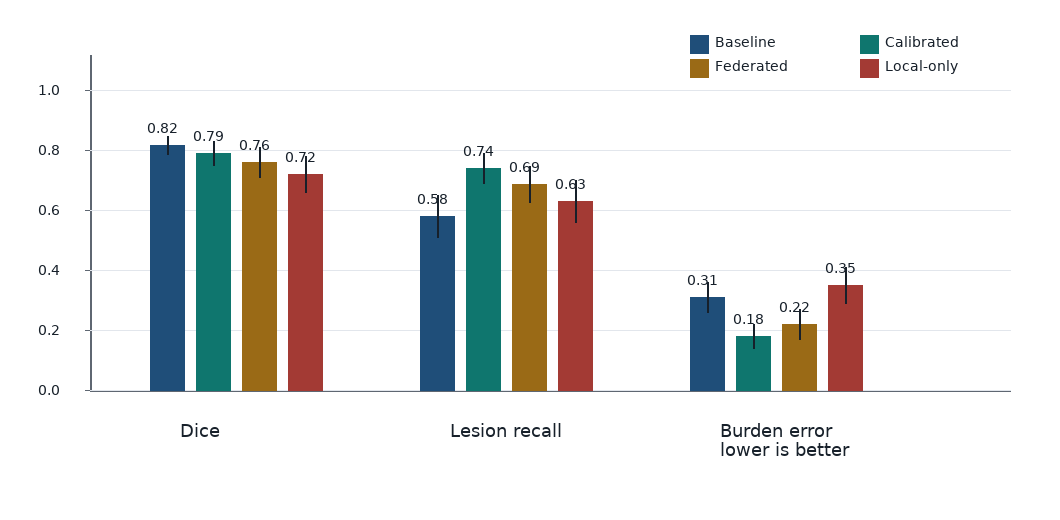 Baseline
Calibrated
Federated
Local-only
1.0
0.8
0.6
0.4
0.2
0.0
0.82
0.79
0.76
0.72
0.58
0.74
0.69
0.63
0.31
0.18
0.22
0.35
Dice
Lesion recall
Burden error
lower is better